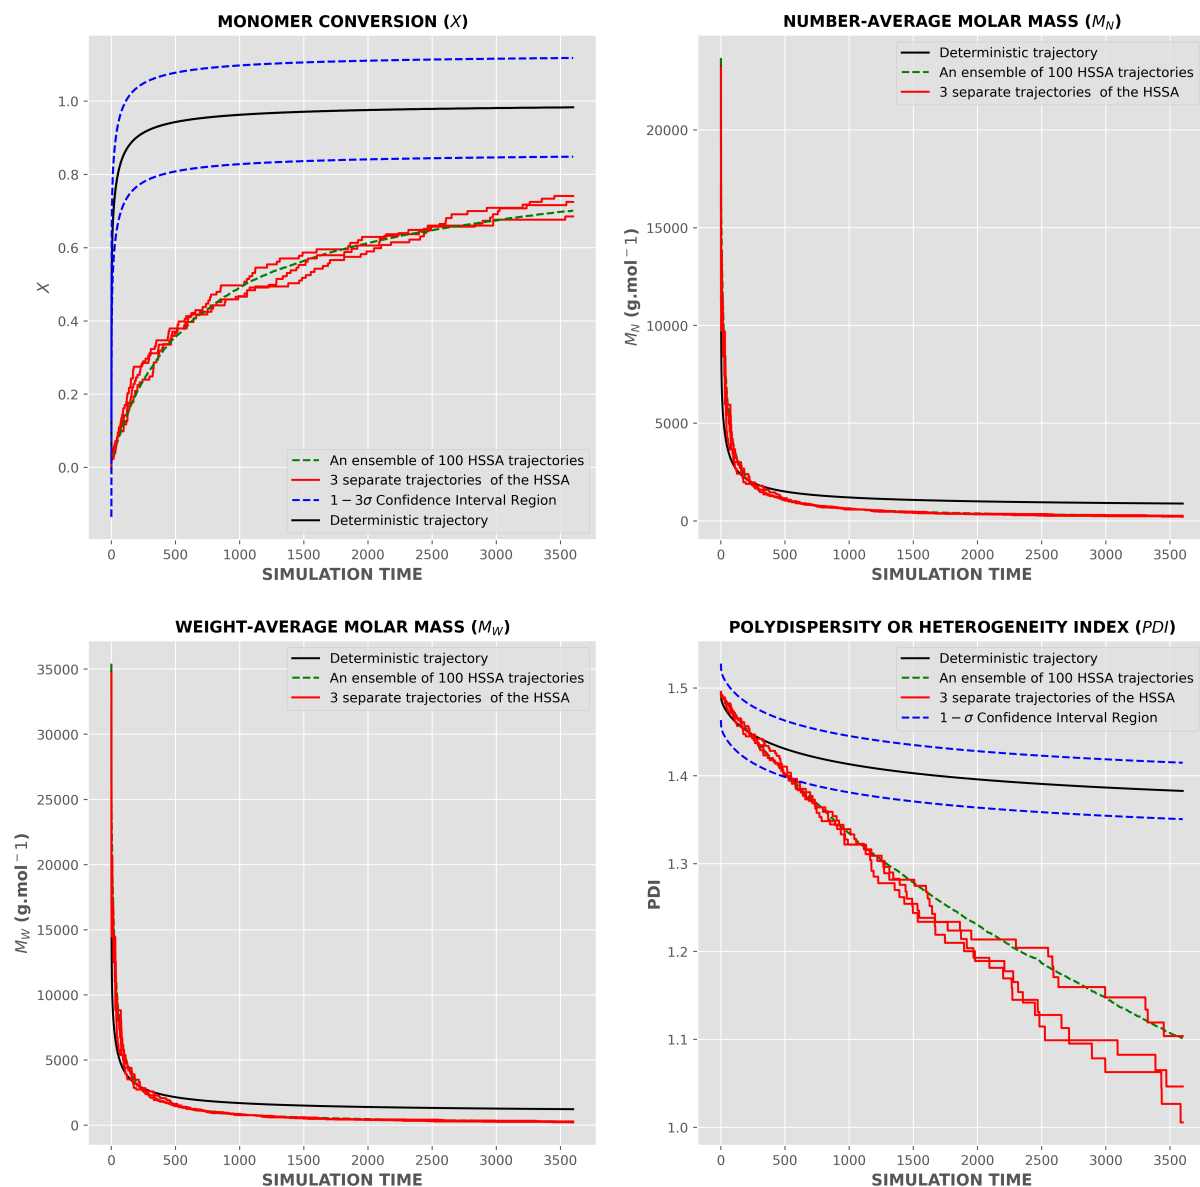 MONOMER CONVERSION (X)
1.0
0.8
0.6
0.4
0.2
0.0
X
An ensemble of 100 HSSA trajectories
3 separate trajectories of the HSSA
1 − 3σ Confidence Interval Region
Deterministic trajectory
0 500 1000 1500 2000 2500 3000 3500
SIMULATION TIME
NUMBER-AVERAGE MOLAR MASS (M_N)
Deterministic trajectory
An ensemble of 100 HSSA trajectories
3 separate trajectories of the HSSA
20000
15000
10000
5000
0
M_N (g.mol⁻1)
0 500 1000 1500 2000 2500 3000 3500
SIMULATION TIME
WEIGHT-AVERAGE MOLAR MASS (M_W)
Deterministic trajectory
An ensemble of 100 HSSA trajectories
3 separate trajectories of the HSSA
35000
30000
25000
20000
15000
10000
5000
0
M_W (g.mol⁻1)
0 500 1000 1500 2000 2500 3000 3500
SIMULATION TIME
POLYDISPERSITY OR HETEROGENEITY INDEX (PDI)
Deterministic trajectory
An ensemble of 100 HSSA trajectories
3 separate trajectories of the HSSA
1 − σ Confidence Interval Region
1.5
1.4
1.3
1.2
1.1
1.0
PDI
0 500 1000 1500 2000 2500 3000 3500
SIMULATION TIME